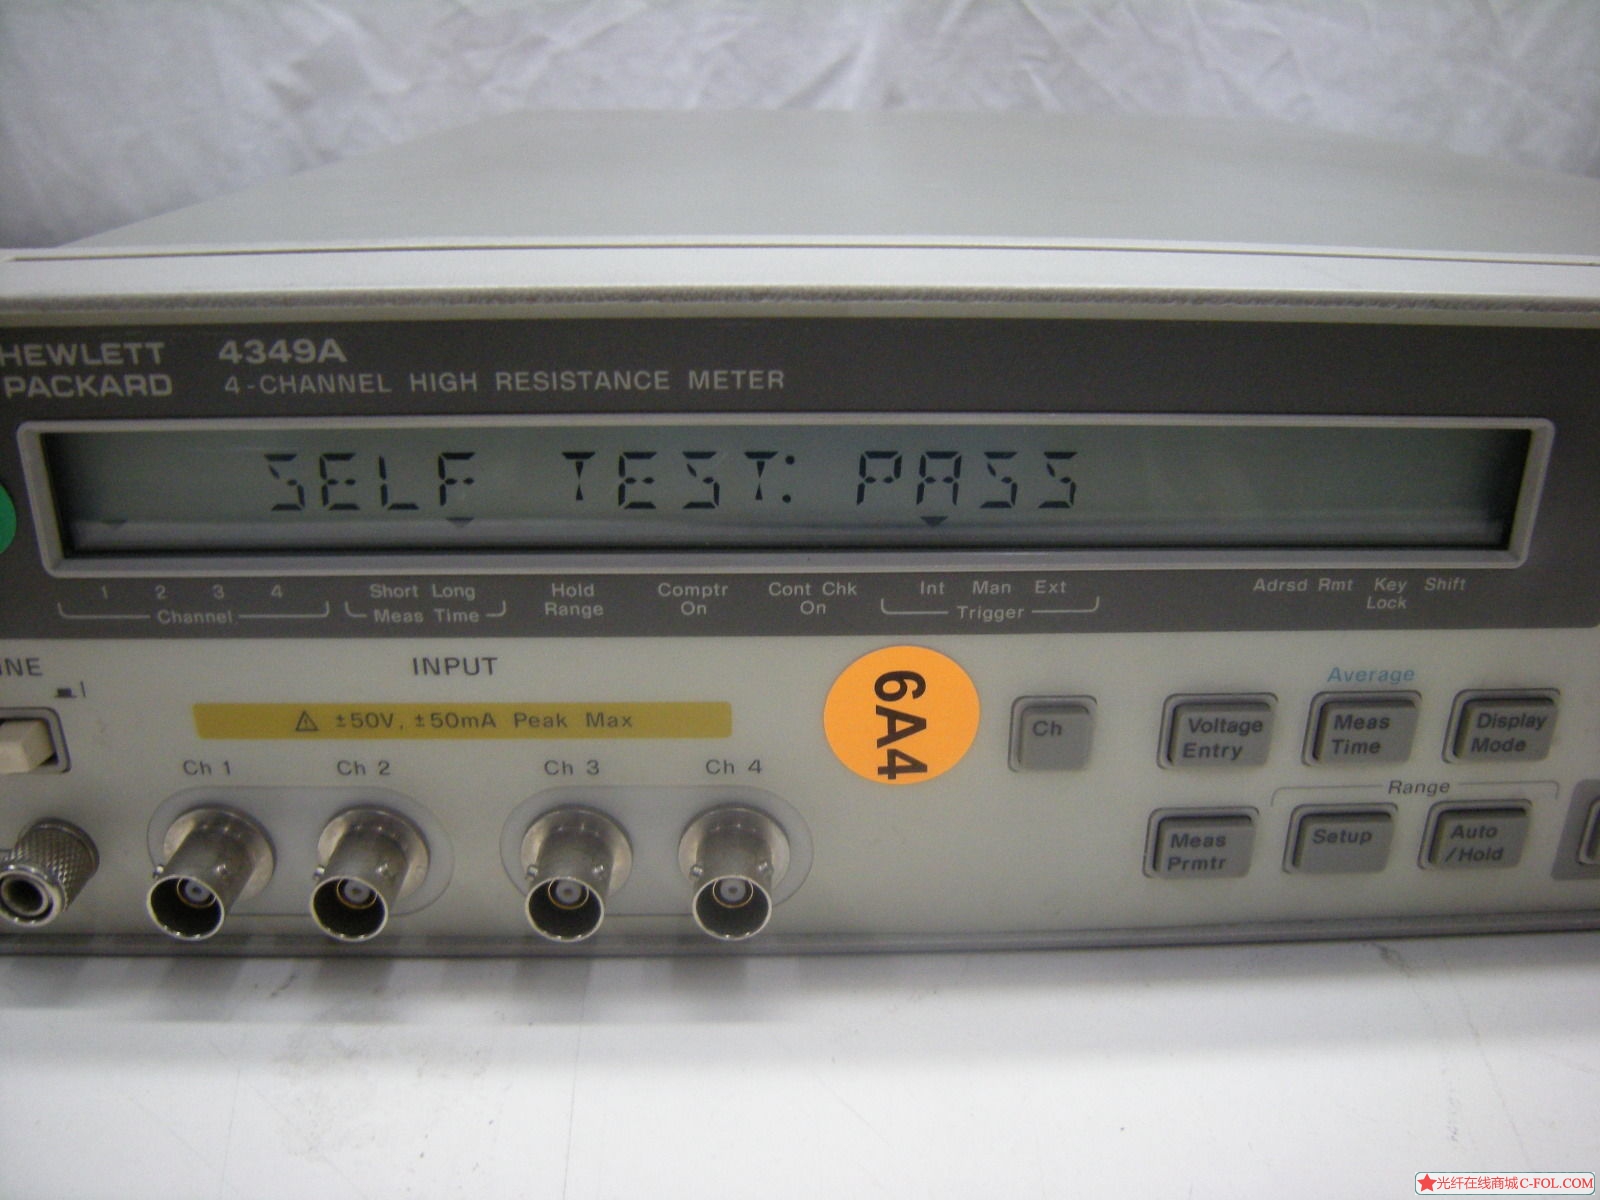 HEWLETT
PACKARD
4349A
4-CHANNEL HIGH RESISTANCE METER
SELF TEST: PASS
1 2 3 4
Channel
Short Long
Meas Time
Hold
Range
Comptr
On
Cont Chk
On
Int Man Ext
Trigger
Adrsd Rmt Key
Lock
Shift
INE
INPUT
⚠ ±50V, ±50mA Peak Max
Ch 1
Ch 2
Ch 3
Ch 4
6A4
Ch
Voltage
Entry
Average
Meas
Time
Display
Mode
Range
Meas
Prmtr
Setup
Auto
/Hold
光纤在线商城C-FOL.COM